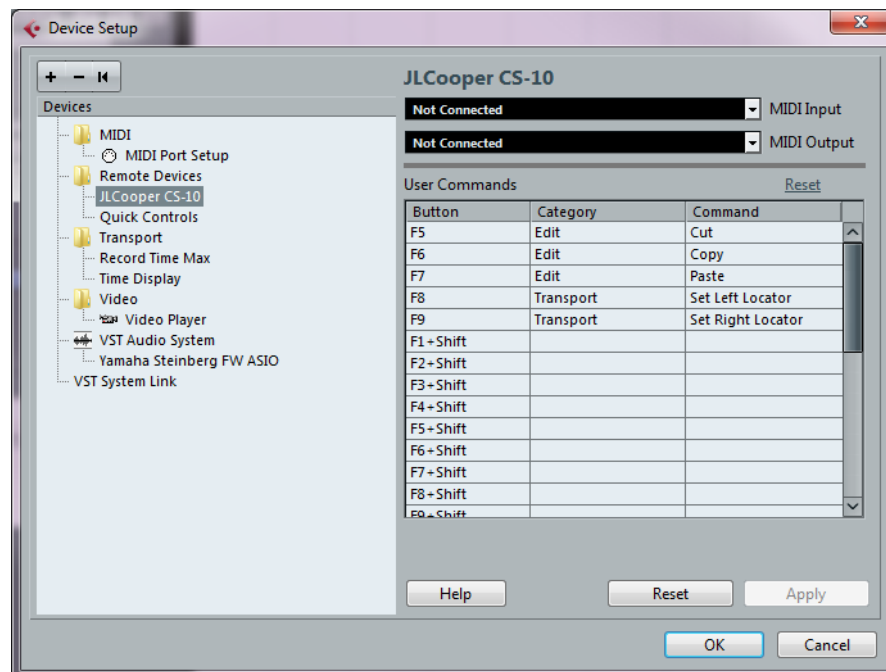 Device Setup
Devices
MIDI
MIDI Port Setup
Remote Devices
JLCooper CS-10
Quick Controls
Transport
Record Time Max
Time Display
Video
Video Player
VST Audio System
Yamaha Steinberg FW ASIO
VST System Link
JLCooper CS-10
Not Connected MIDI Input
Not Connected MIDI Output
User Commands Reset
Button Category Command
F5 Edit Cut
F6 Edit Copy
F7 Edit Paste
F8 Transport Set Left Locator
F9 Transport Set Right Locator
F1+Shift
F2+Shift
F3+Shift
F4+Shift
F5+Shift
F6+Shift
F7+Shift
F8+Shift
F9+Shift
Help Reset Apply
OK Cancel